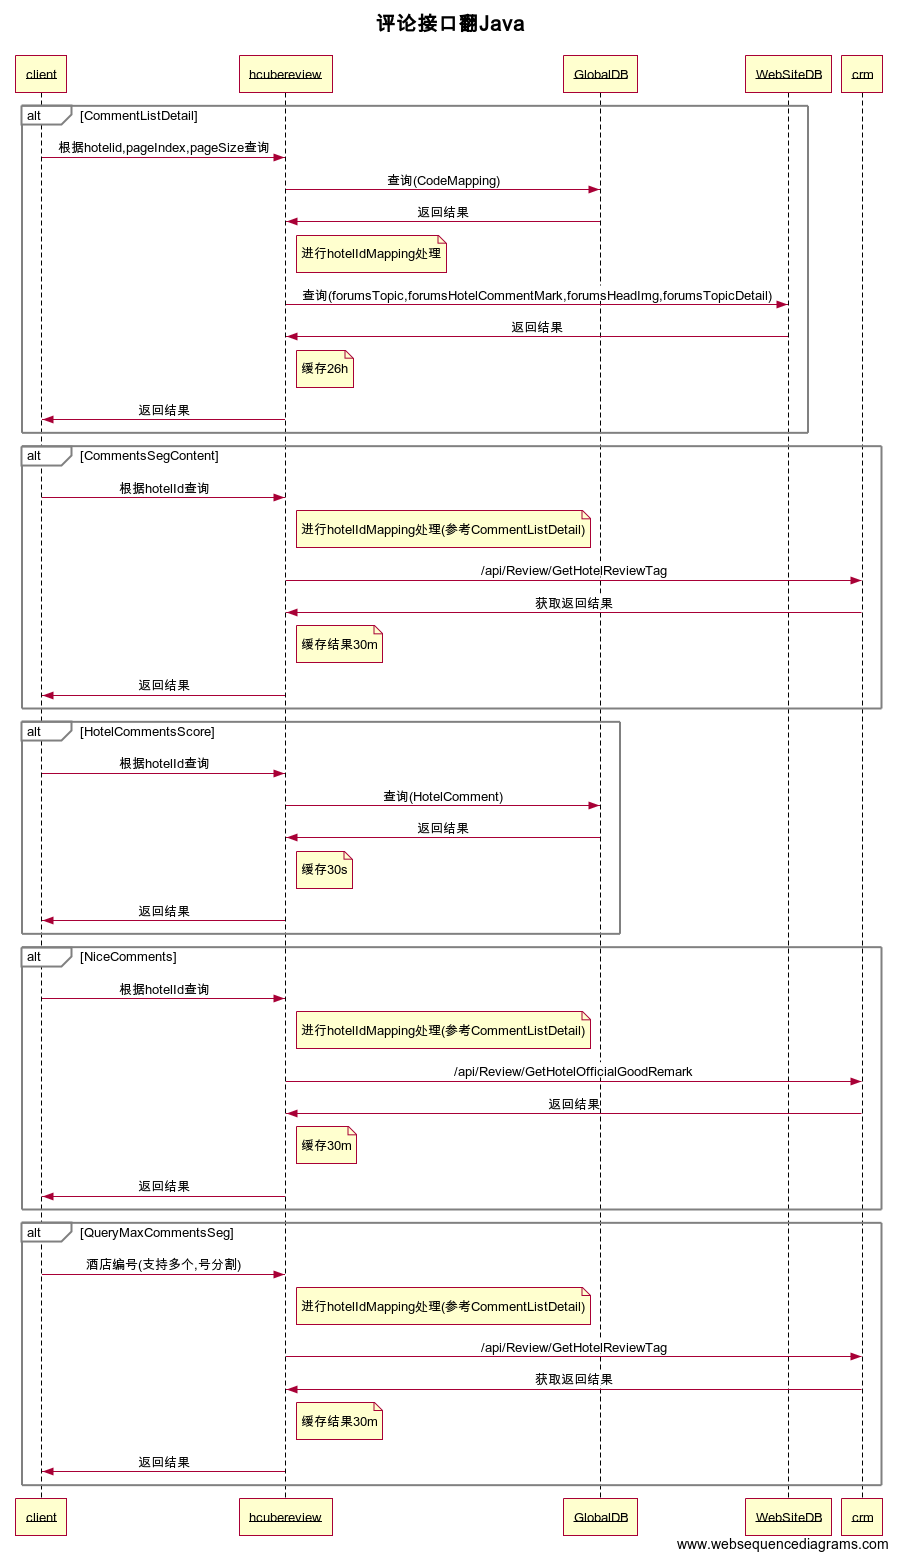 评论接口翻Java
client
hcubereview
GlobalDB
WebSiteDB
crm
alt [CommentListDetail]
根据hotelid,pageIndex,pageSize查询
查询(CodeMapping)
返回结果
进行hotelIdMapping处理
查询(forumsTopic,forumsHotelCommentMark,forumsHeadImg,forumsTopicDetail)
返回结果
缓存26h
返回结果
alt [CommentsSegContent]
根据hotelId查询
进行hotelIdMapping处理(参考CommentListDetail)
/api/Review/GetHotelReviewTag
获取返回结果
缓存结果30m
返回结果
alt [HotelCommentsScore]
根据hotelId查询
查询(HotelComment)
返回结果
缓存30s
返回结果
alt [NiceComments]
根据hotelId查询
进行hotelIdMapping处理(参考CommentListDetail)
/api/Review/GetHotelOfficialGoodRemark
返回结果
缓存30m
返回结果
alt [QueryMaxCommentsSeg]
酒店编号(支持多个,号分割)
进行hotelIdMapping处理(参考CommentListDetail)
/api/Review/GetHotelReviewTag
获取返回结果
缓存结果30m
返回结果
client
hcubereview
GlobalDB
WebSiteDB
crm
www.websequencediagrams.com